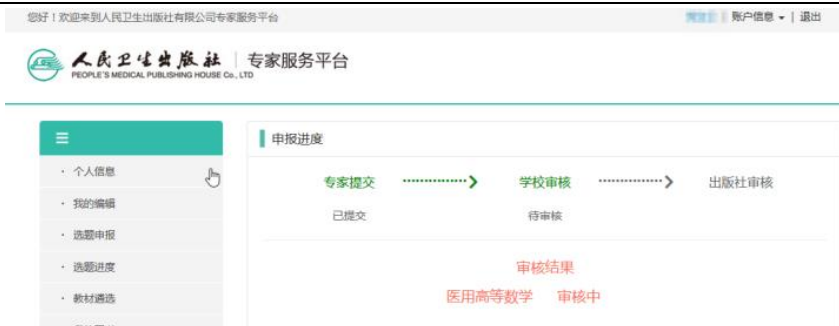 您好！欢迎来到人民卫生出版社有限公司专家服务平台
账户信息 | 退出
人民卫生出版社 专家服务平台
PEOPLE'S MEDICAL PUBLISHING HOUSE Co., LTD
申报进度
· 个人信息
· 我的编辑
· 选题申报
· 选题进度
· 教材遴选
专家提交 学校审核 出版社审核
已提交 待审核
审核结果
医用高等数学 审核中